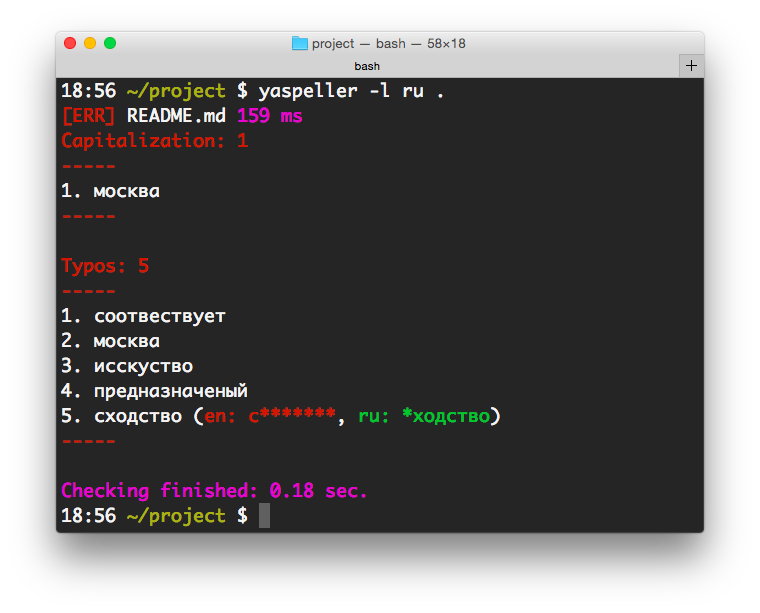 project — bash — 58×18
bash
18:56 ~/project $ yaspeller -l ru .
[ERR] README.md 159 ms
Capitalization: 1
-----
1. москва
-----
Typos: 5
-----
1. соотвествует
2. москва
3. исскуство
4. предназначеный
5. cходство (en: c*******, ru: *ходство)
-----
Checking finished: 0.18 sec.
18:56 ~/project $